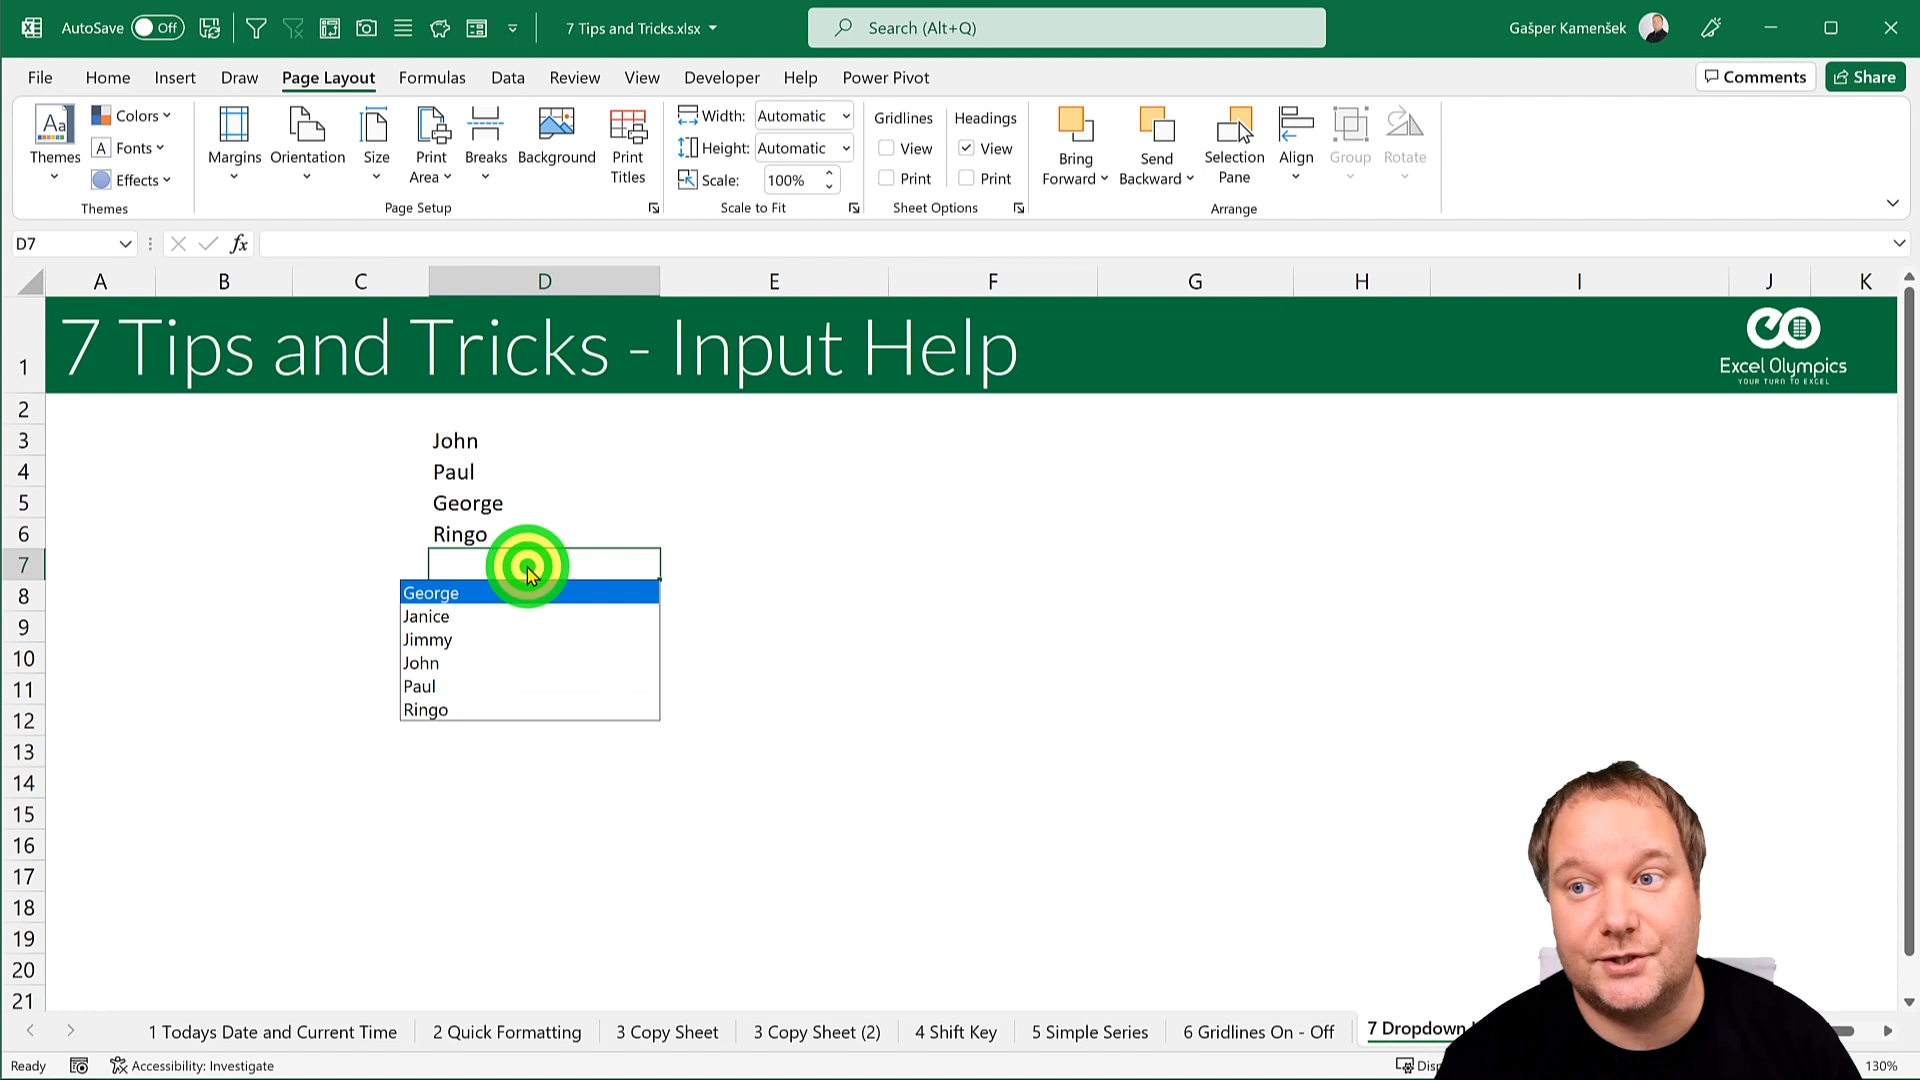 AutoSave Off 7 Tips and Tricks.xlsx Search (Alt+Q) Gašper Kamenšek
File Home Insert Draw Page Layout Formulas Data Review View Developer Help Power Pivot Comments Share
Aa Colors Width: Automatic Gridlines Headings
A Fonts Height: Automatic View View
Themes Margins Orientation Size Print Area Breaks Background Print Titles Bring Forward Send Backward Selection Pane Align Group Rotate
Effects Scale: 100% Print Print
Themes Page Setup Scale to Fit Sheet Options Arrange
D7 fx
A B C D E F G H I J K
1 7 Tips and Tricks - Input Help
Excel Olympics
YOUR TURN TO EXCEL
2
3 John
4 Paul
5 George
6 Ringo
7
8 George
9 Janice
Jimmy
10 John
11 Paul
12 Ringo
13
14
15
16
17
18
19
20
21
1 Todays Date and Current Time 2 Quick Formatting 3 Copy Sheet 3 Copy Sheet (2) 4 Shift Key 5 Simple Series 6 Gridlines On - Off 7 Dropdown
Ready Accessibility: Investigate 130%